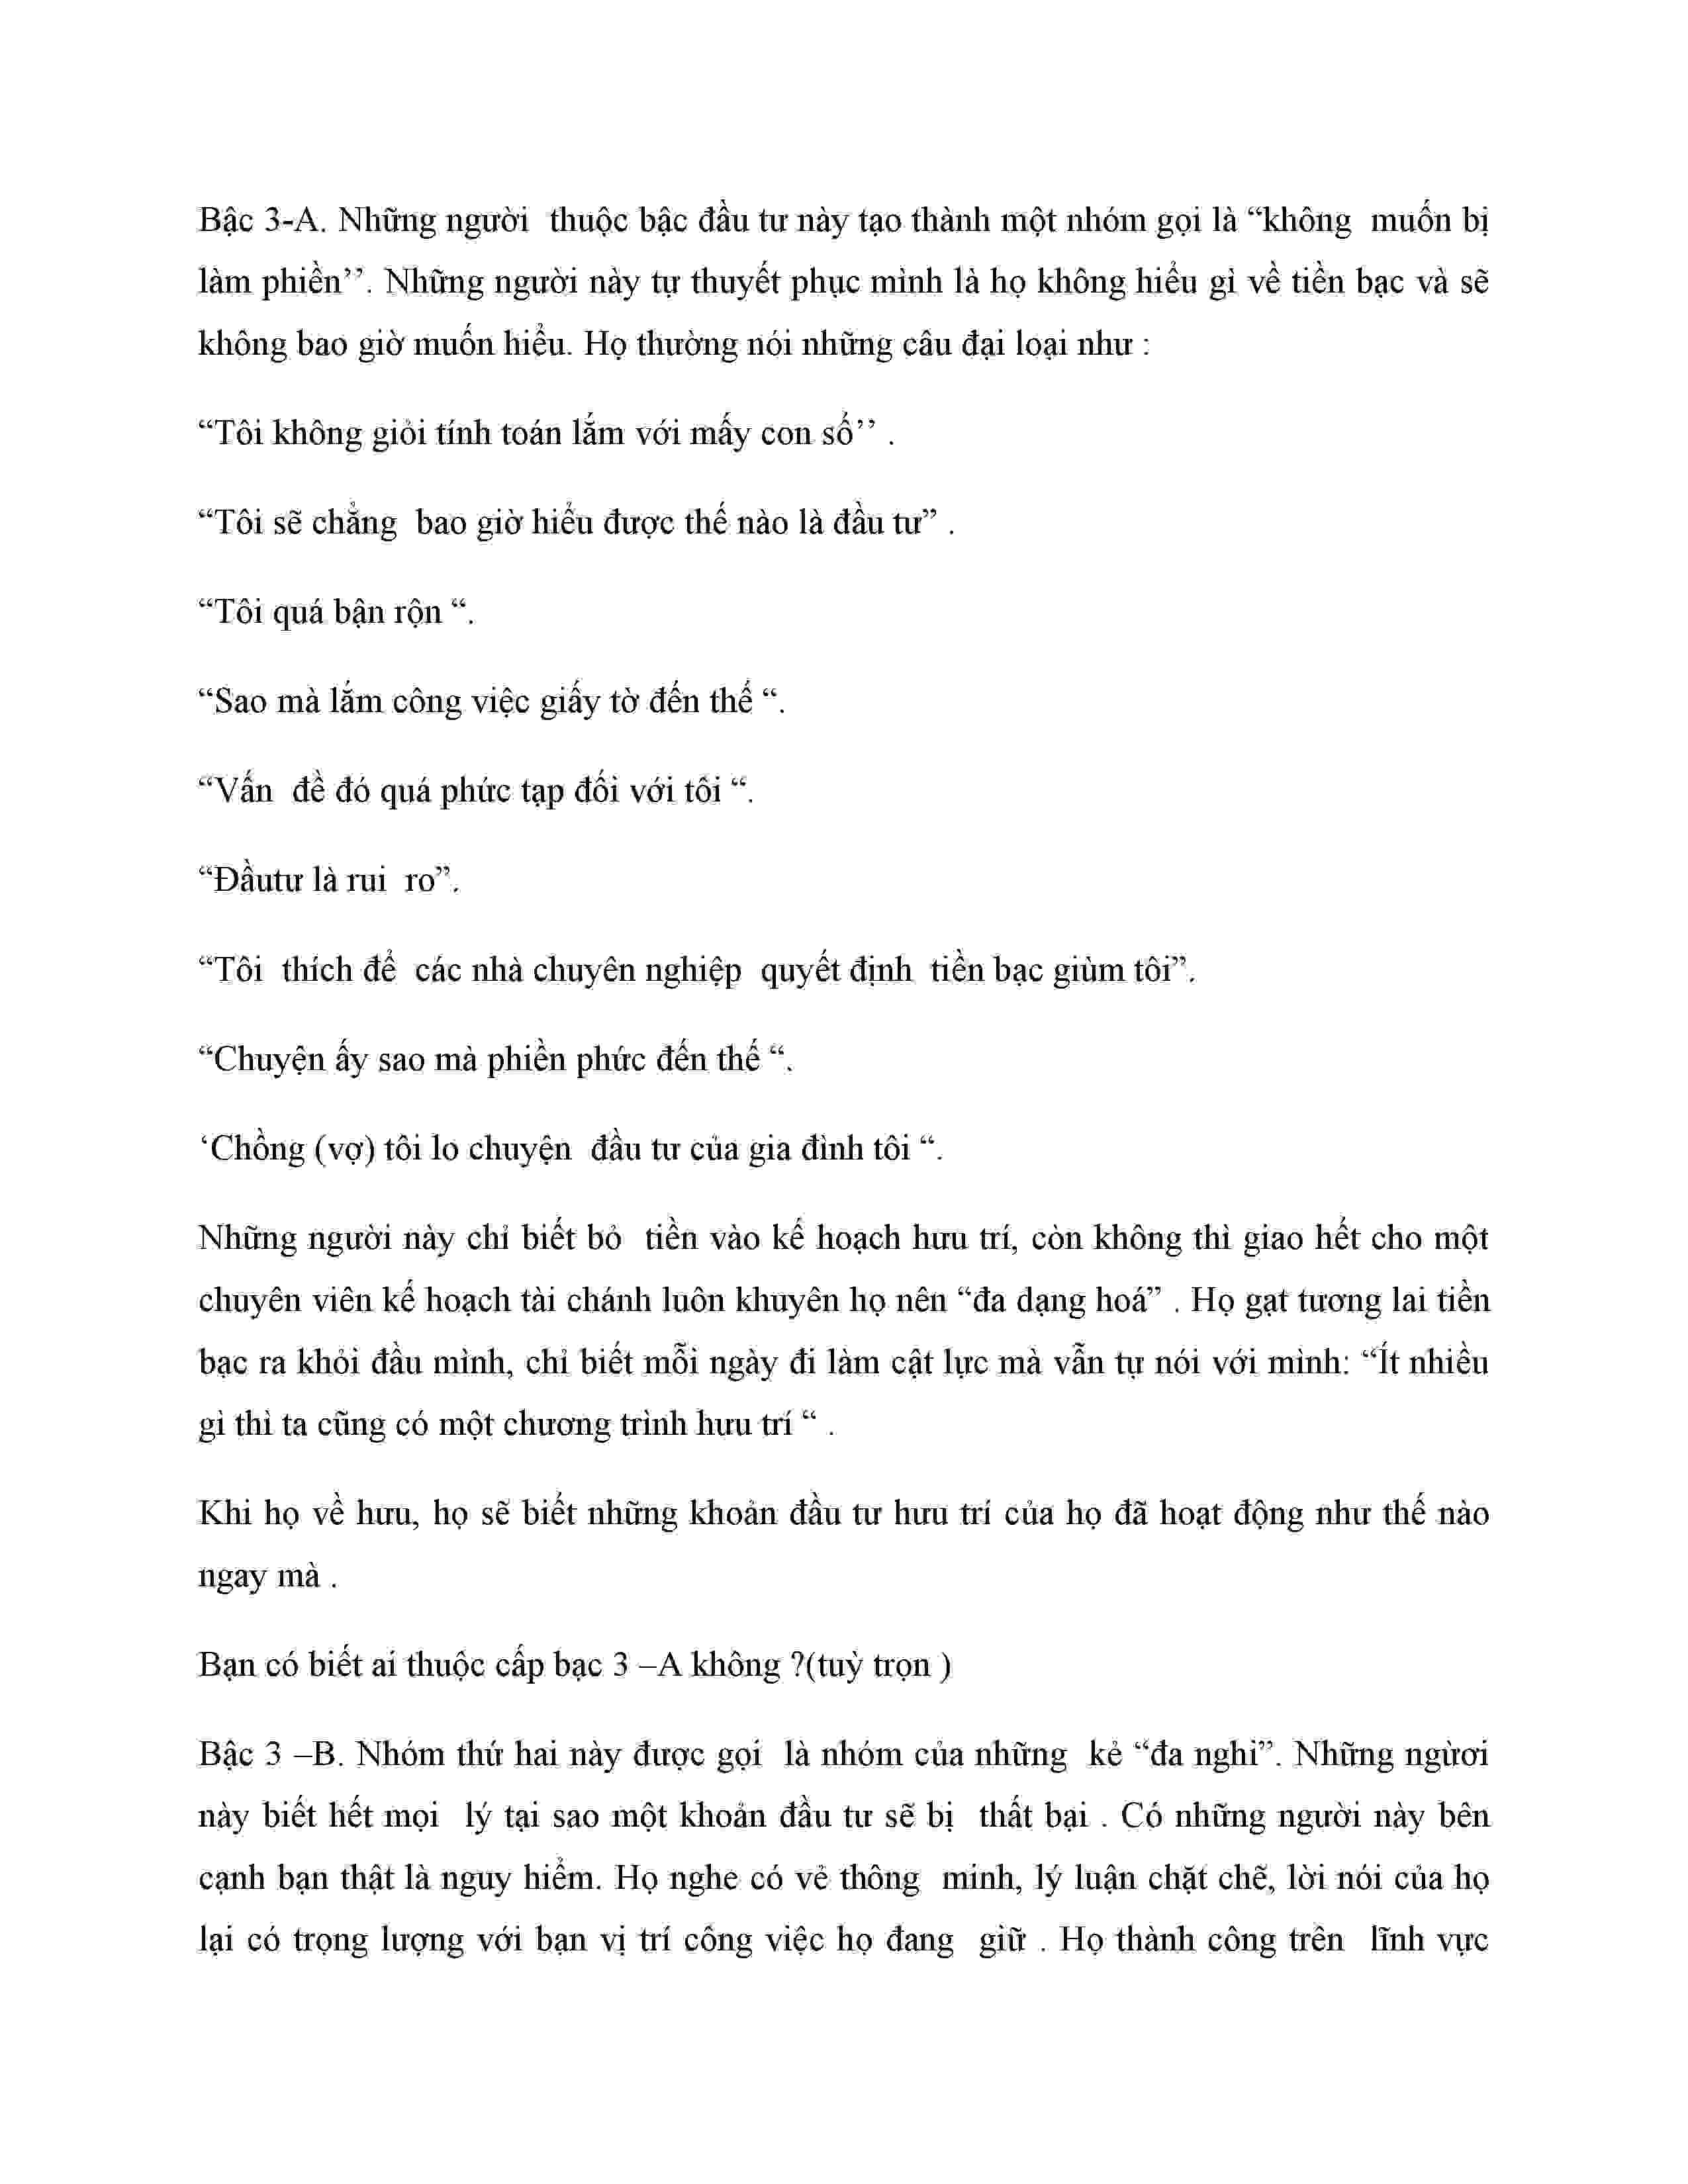 Bậc 3-A. Những người thuộc bậc đầu tư này tạo thành một nhóm gọi là “không muốn bị
làm phiền’’. Những người này tự thuyết phục mình là họ không hiểu gì về tiền bạc và sẽ
không bao giờ muốn hiểu. Họ thường nói những câu đại loại như :
“Tôi không giỏi tính toán lắm với mấy con số’’ .
“Tôi sẽ chẳng bao giờ hiểu được thế nào là đầu tư” .
“Tôi quá bận rộn “.
“Sao mà lắm công việc giấy tờ đến thế “.
“Vấn đề đó quá phức tạp đối với tôi “.
“Đầutư là rui ro”.
“Tôi thích để các nhà chuyên nghiệp quyết định tiền bạc giùm tôi”.
“Chuyện ấy sao mà phiền phức đến thế “.
‘Chồng (vợ) tôi lo chuyện đầu tư của gia đình tôi “.
Những người này chỉ biết bỏ tiền vào kế hoạch hưu trí, còn không thì giao hết cho một
chuyên viên kế hoạch tài chánh luôn khuyên họ nên “đa dạng hoá” . Họ gạt tương lai tiền
bạc ra khỏi đầu mình, chỉ biết mỗi ngày đi làm cật lực mà vẫn tự nói với mình: “Ít nhiều
gì thì ta cũng có một chương trình hưu trí “ .
Khi họ về hưu, họ sẽ biết những khoản đầu tư hưu trí của họ đã hoạt động như thế nào
ngay mà .
Bạn có biết ai thuộc cấp bạc 3 –A không ?(tuỳ trọn )
Bậc 3 –B. Nhóm thứ hai này được gọi là nhóm của những kẻ “đa nghi”. Những ngừơi
này biết hết mọi lý tại sao một khoản đầu tư sẽ bị thất bại . Có những người này bên
cạnh bạn thật là nguy hiểm. Họ nghe có vẻ thông minh, lý luận chặt chẽ, lời nói của họ
lại có trọng lượng với bạn vị trí công việc họ đang giữ . Họ thành công trên lĩnh vực